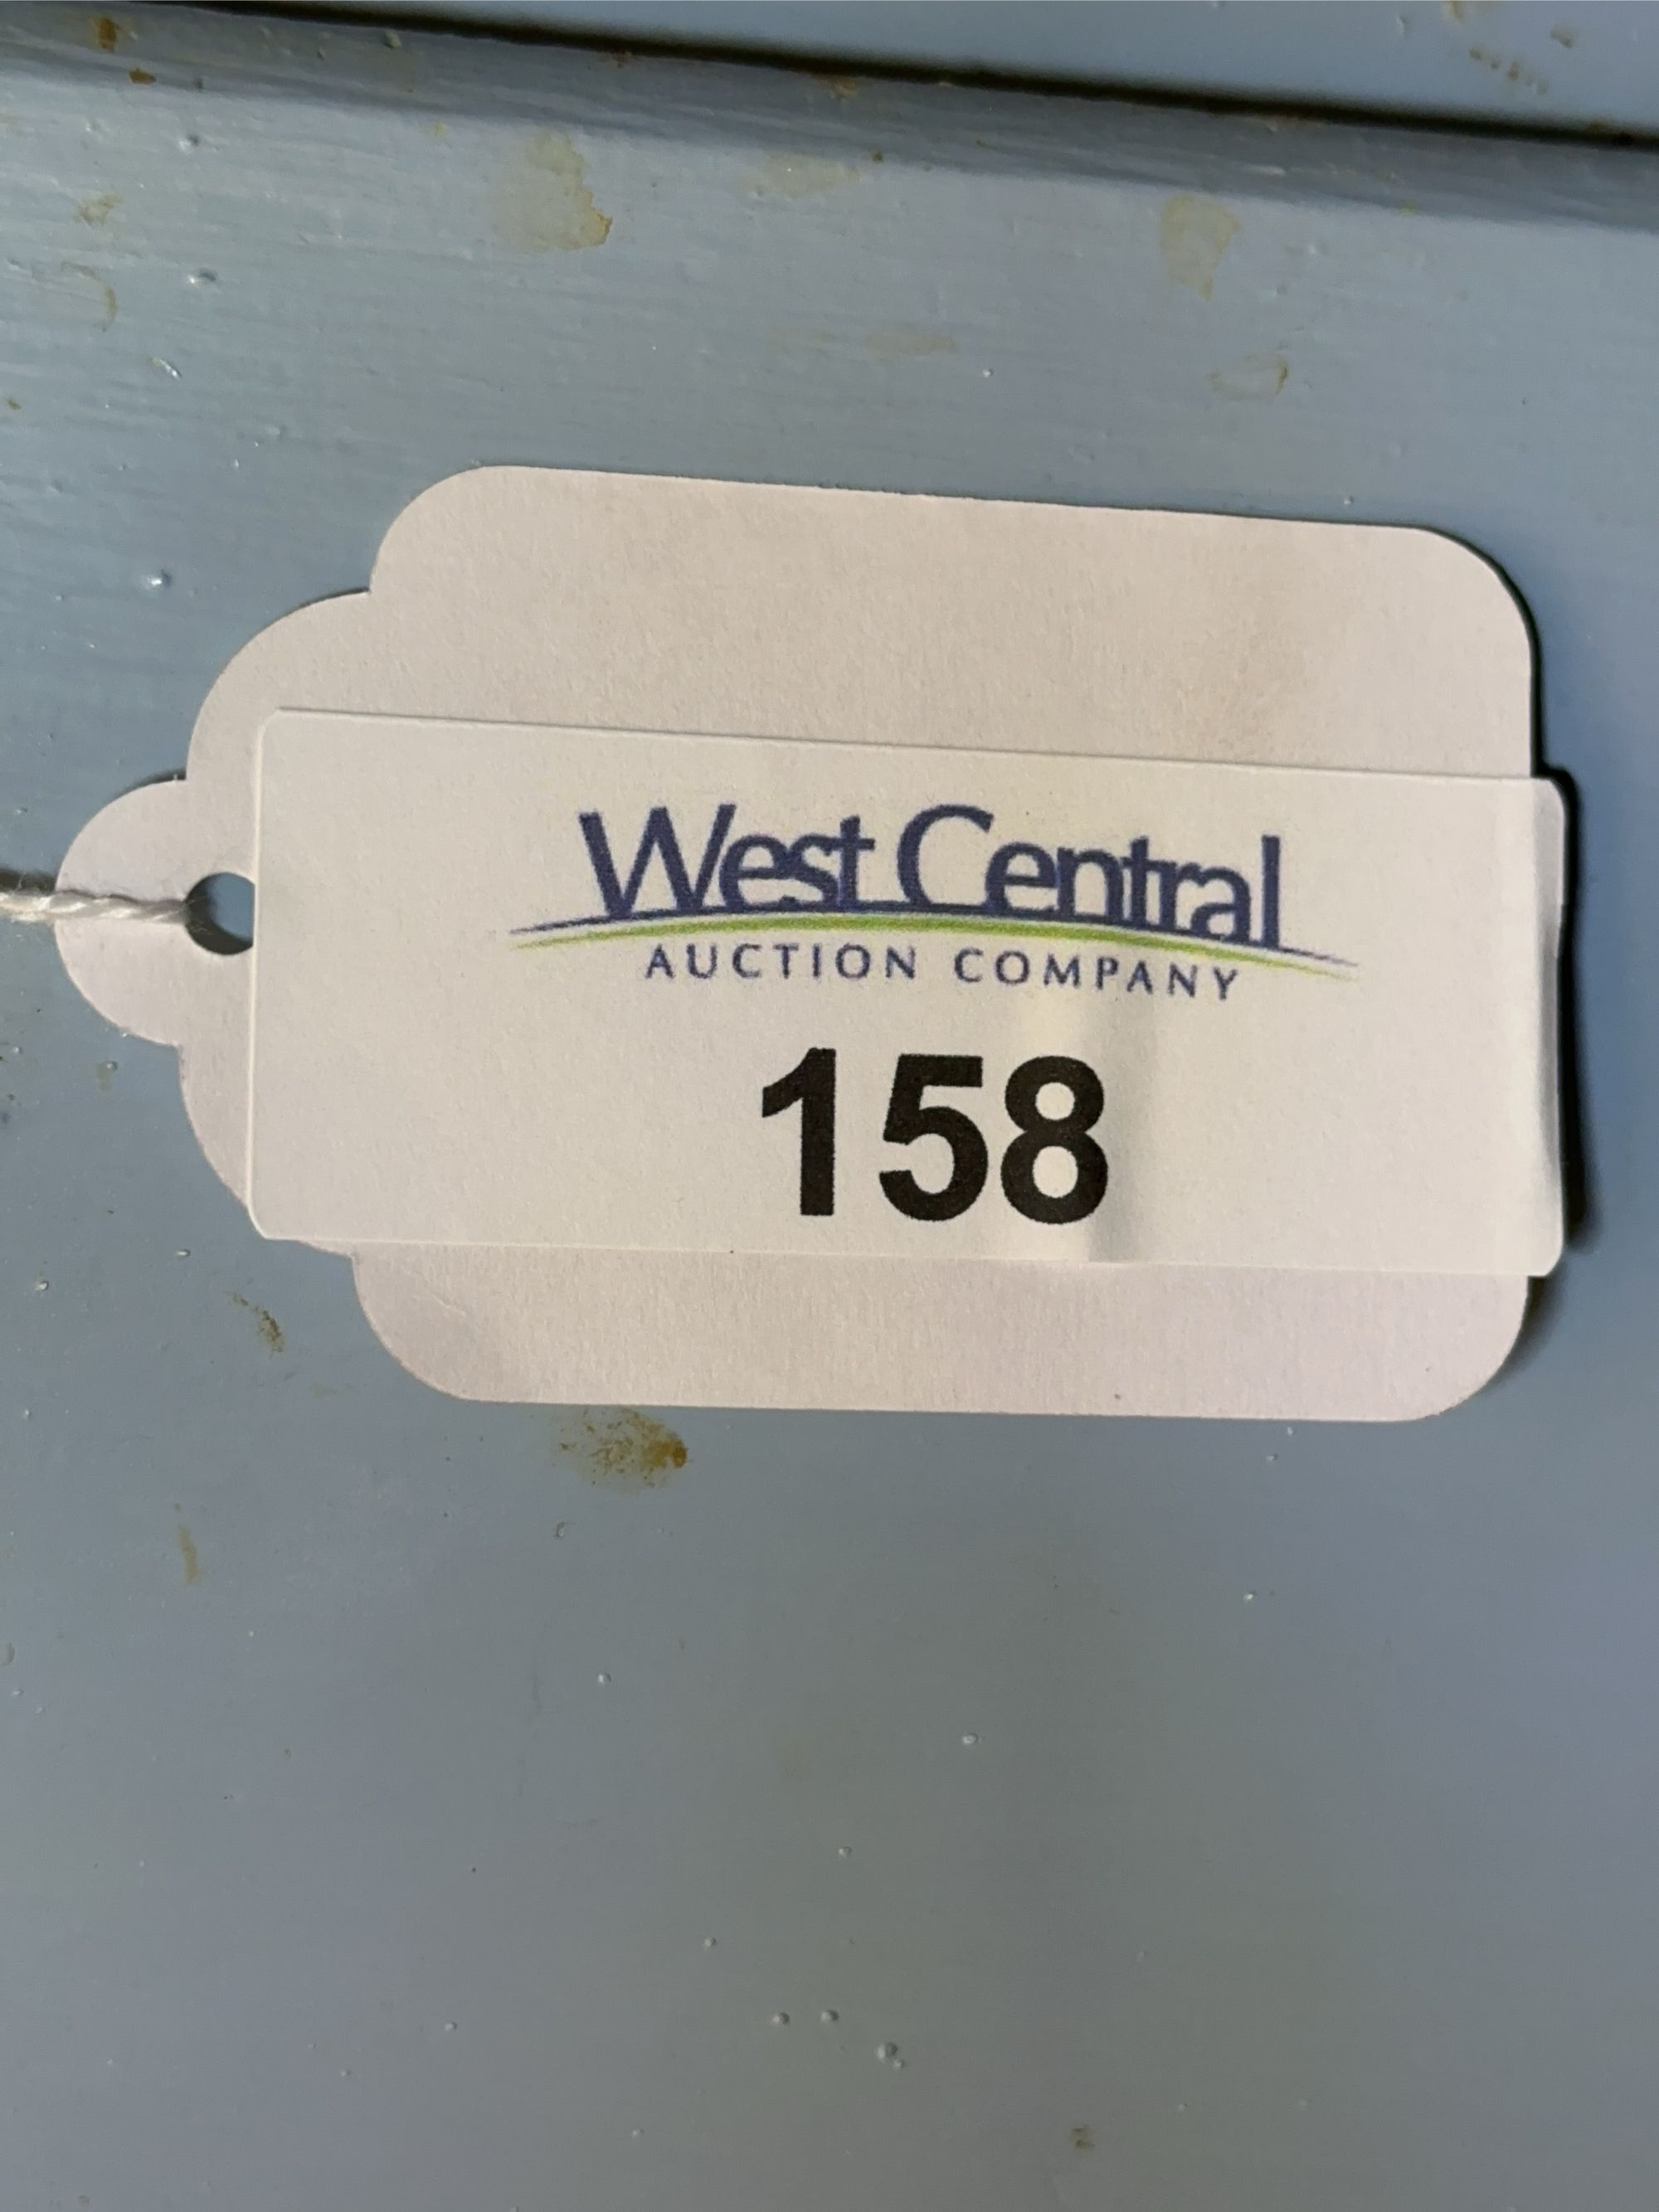 West Central
AUCTION COMPANY
158